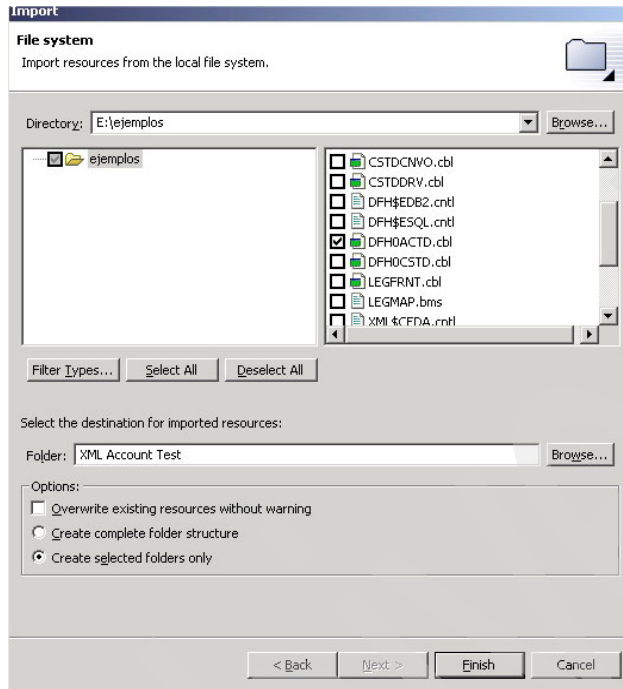 Import
File system
Import resources from the local file system.
Directory: E:\ejemplos Browse...
ejemplos
CSTDCNVO.cbl
CSTDDRV.cbl
DFH$EDB2.cntl
DFH$ESQL.cntl
DFH0ACTD.cbl
DFH0CSTD.cbl
LEGFRNT.cbl
LEGMAP.bms
XML$CEDA.cntl
Filter Types... Select All Deselect All
Select the destination for imported resources:
Folder: XML Account Test Browse...
Options:
Overwrite existing resources without warning
Create complete folder structure
Create selected folders only
< Back Next > Finish Cancel